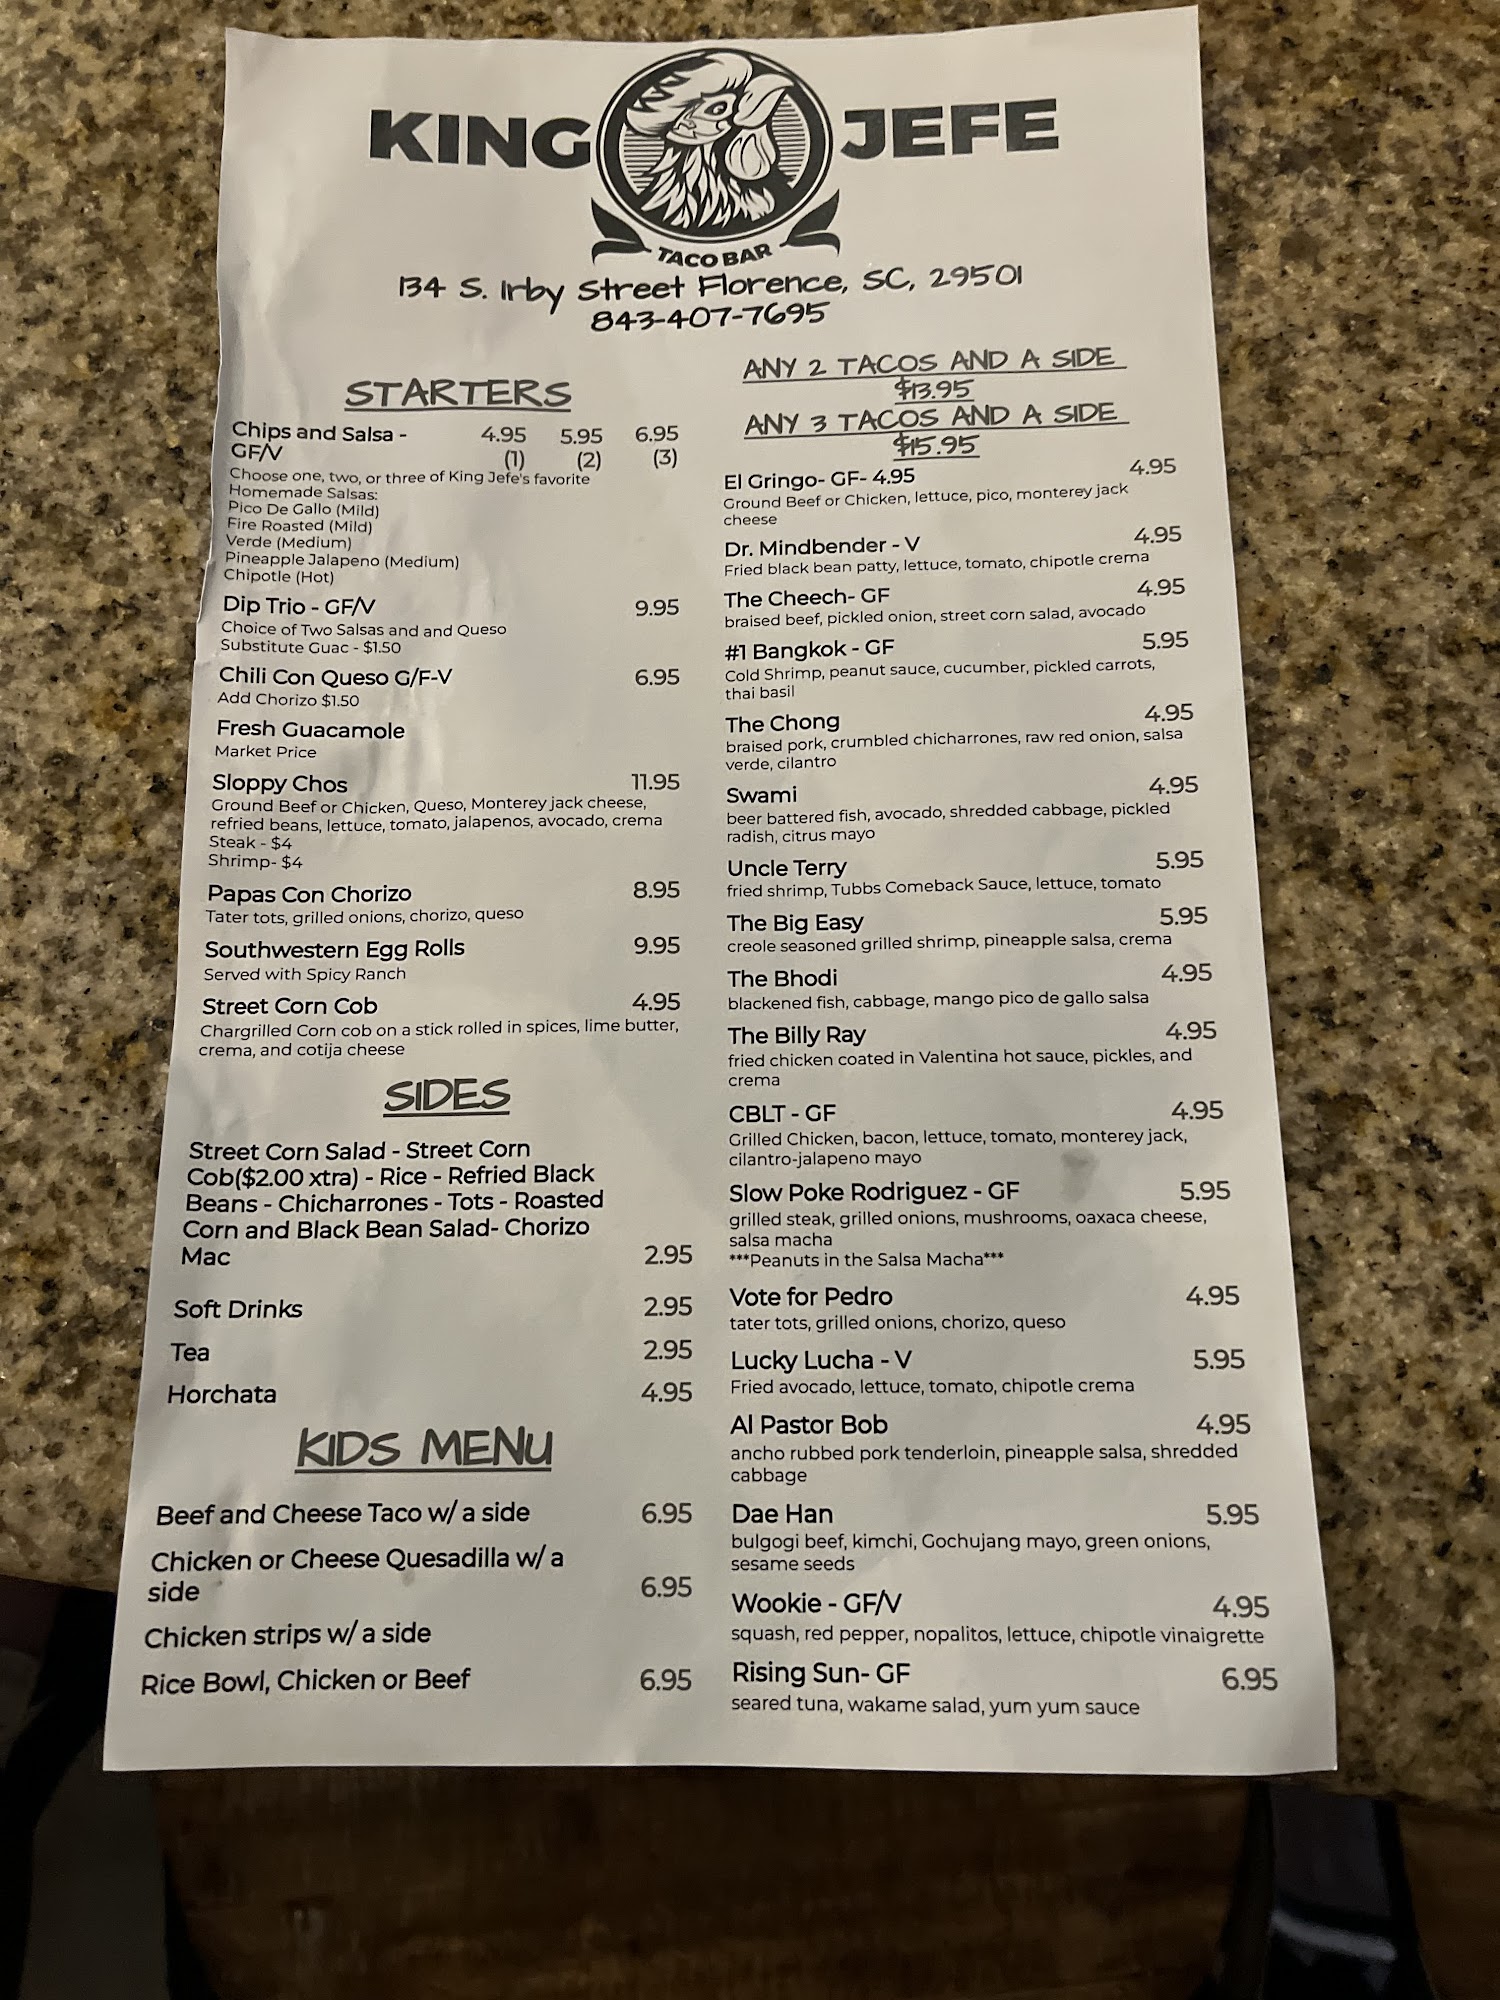 KING JEFE
TACO BAR
134 S. Irby Street Florence, SC, 29501
843-407-7695
STARTERS
Chips and Salsa - 4.95 5.95 6.95
GF/V (1) (2) (3)
Choose one, two, or three of King Jefe's favorite
Homemade Salsas:
Pico De Gallo (Mild)
Fire Roasted (Mild)
Verde (Medium)
Pineapple Jalapeno (Medium)
Chipotle (Hot)
Dip Trio - GF/V 9.95
Choice of Two Salsas and and Queso
Substitute Guac - $1.50
Chili Con Queso G/F-V 6.95
Add Chorizo $1.50
Fresh Guacamole
Market Price
Sloppy Chos 11.95
Ground Beef or Chicken, Queso, Monterey jack cheese,
refried beans, lettuce, tomato, jalapenos, avocado, crema
Steak - $4
Shrimp- $4
Papas Con Chorizo 8.95
Tater tots, grilled onions, chorizo, queso
Southwestern Egg Rolls 9.95
Served with Spicy Ranch
Street Corn Cob 4.95
Chargrilled Corn cob on a stick rolled in spices, lime butter,
crema, and cotija cheese
SIDES
Street Corn Salad - Street Corn
Cob($2.00 xtra) - Rice - Refried Black
Beans - Chicharrones - Tots - Roasted
Corn and Black Bean Salad- Chorizo
Mac 2.95
Soft Drinks 2.95
Tea 2.95
Horchata 4.95
KIDS MENU
Beef and Cheese Taco w/ a side 6.95
Chicken or Cheese Quesadilla w/ a
side 6.95
Chicken strips w/ a side
Rice Bowl, Chicken or Beef 6.95
ANY 2 TACOS AND A SIDE
$13.95
ANY 3 TACOS AND A SIDE
$15.95
El Gringo- GF- 4.95 4.95
Ground Beef or Chicken, lettuce, pico, monterey jack
cheese
Dr. Mindbender - V 4.95
Fried black bean patty, lettuce, tomato, chipotle crema
The Cheech- GF 4.95
braised beef, pickled onion, street corn salad, avocado
#1 Bangkok - GF 5.95
Cold Shrimp, peanut sauce, cucumber, pickled carrots,
thai basil
The Chong 4.95
braised pork, crumbled chicharrones, raw red onion, salsa
verde, cilantro
Swami 4.95
beer battered fish, avocado, shredded cabbage, pickled
radish, citrus mayo
Uncle Terry 5.95
fried shrimp, Tubbs Comeback Sauce, lettuce, tomato
The Big Easy 5.95
creole seasoned grilled shrimp, pineapple salsa, crema
The Bhodi 4.95
blackened fish, cabbage, mango pico de gallo salsa
The Billy Ray 4.95
fried chicken coated in Valentina hot sauce, pickles, and
crema
CBLT - GF 4.95
Grilled Chicken, bacon, lettuce, tomato, monterey jack,
cilantro-jalapeno mayo
Slow Poke Rodriguez - GF 5.95
grilled steak, grilled onions, mushrooms, oaxaca cheese,
salsa macha
***Peanuts in the Salsa Macha***
Vote for Pedro 4.95
tater tots, grilled onions, chorizo, queso
Lucky Lucha - V 5.95
Fried avocado, lettuce, tomato, chipotle crema
Al Pastor Bob 4.95
ancho rubbed pork tenderloin, pineapple salsa, shredded
cabbage
Dae Han 5.95
bulgogi beef, kimchi, Gochujang mayo, green onions,
sesame seeds
Wookie - GF/V 4.95
squash, red pepper, nopalitos, lettuce, chipotle vinaigrette
Rising Sun- GF 6.95
seared tuna, wakame salad, yum yum sauce